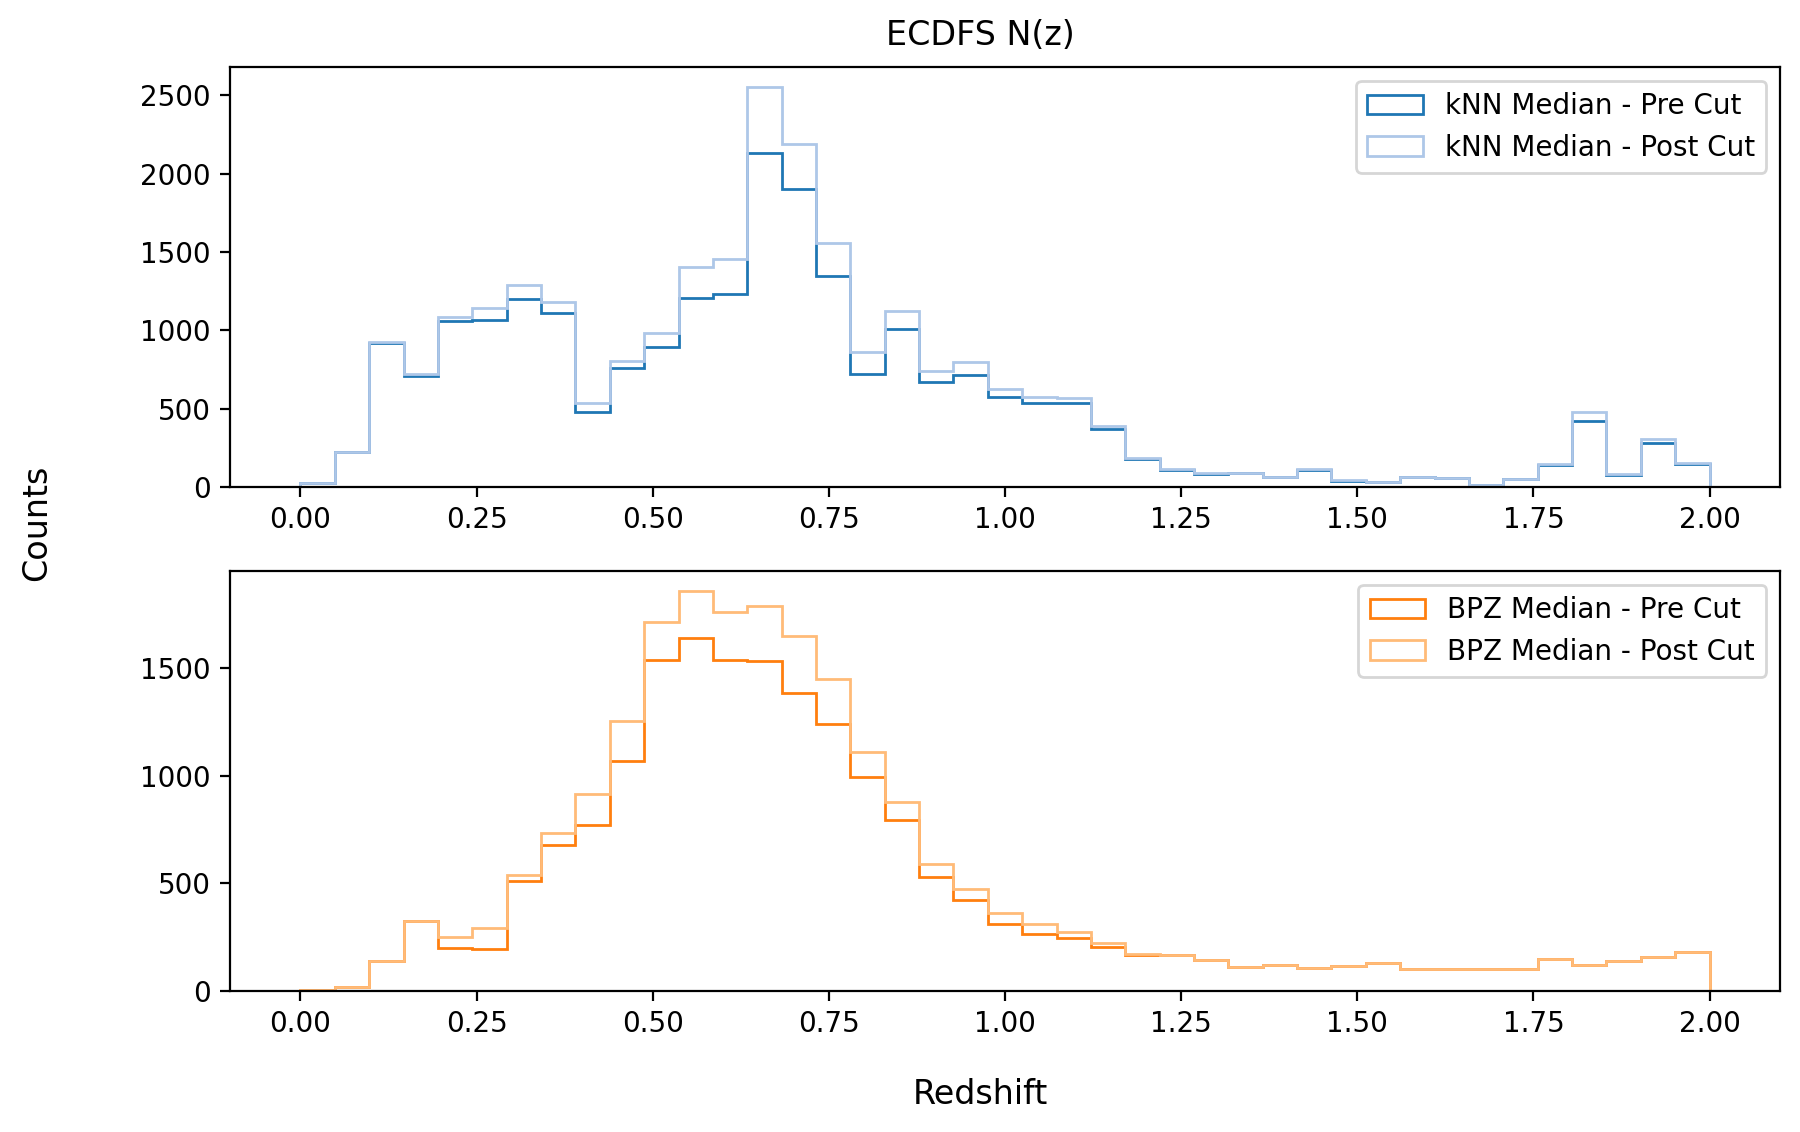 ECDFS N(z)
2500
2000
1500
1000
500
0
kNN Median - Pre Cut
kNN Median - Post Cut
0.00 0.25 0.50 0.75 1.00 1.25 1.50 1.75 2.00
Counts
1500
1000
500
0
BPZ Median - Pre Cut
BPZ Median - Post Cut
0.00 0.25 0.50 0.75 1.00 1.25 1.50 1.75 2.00
Redshift